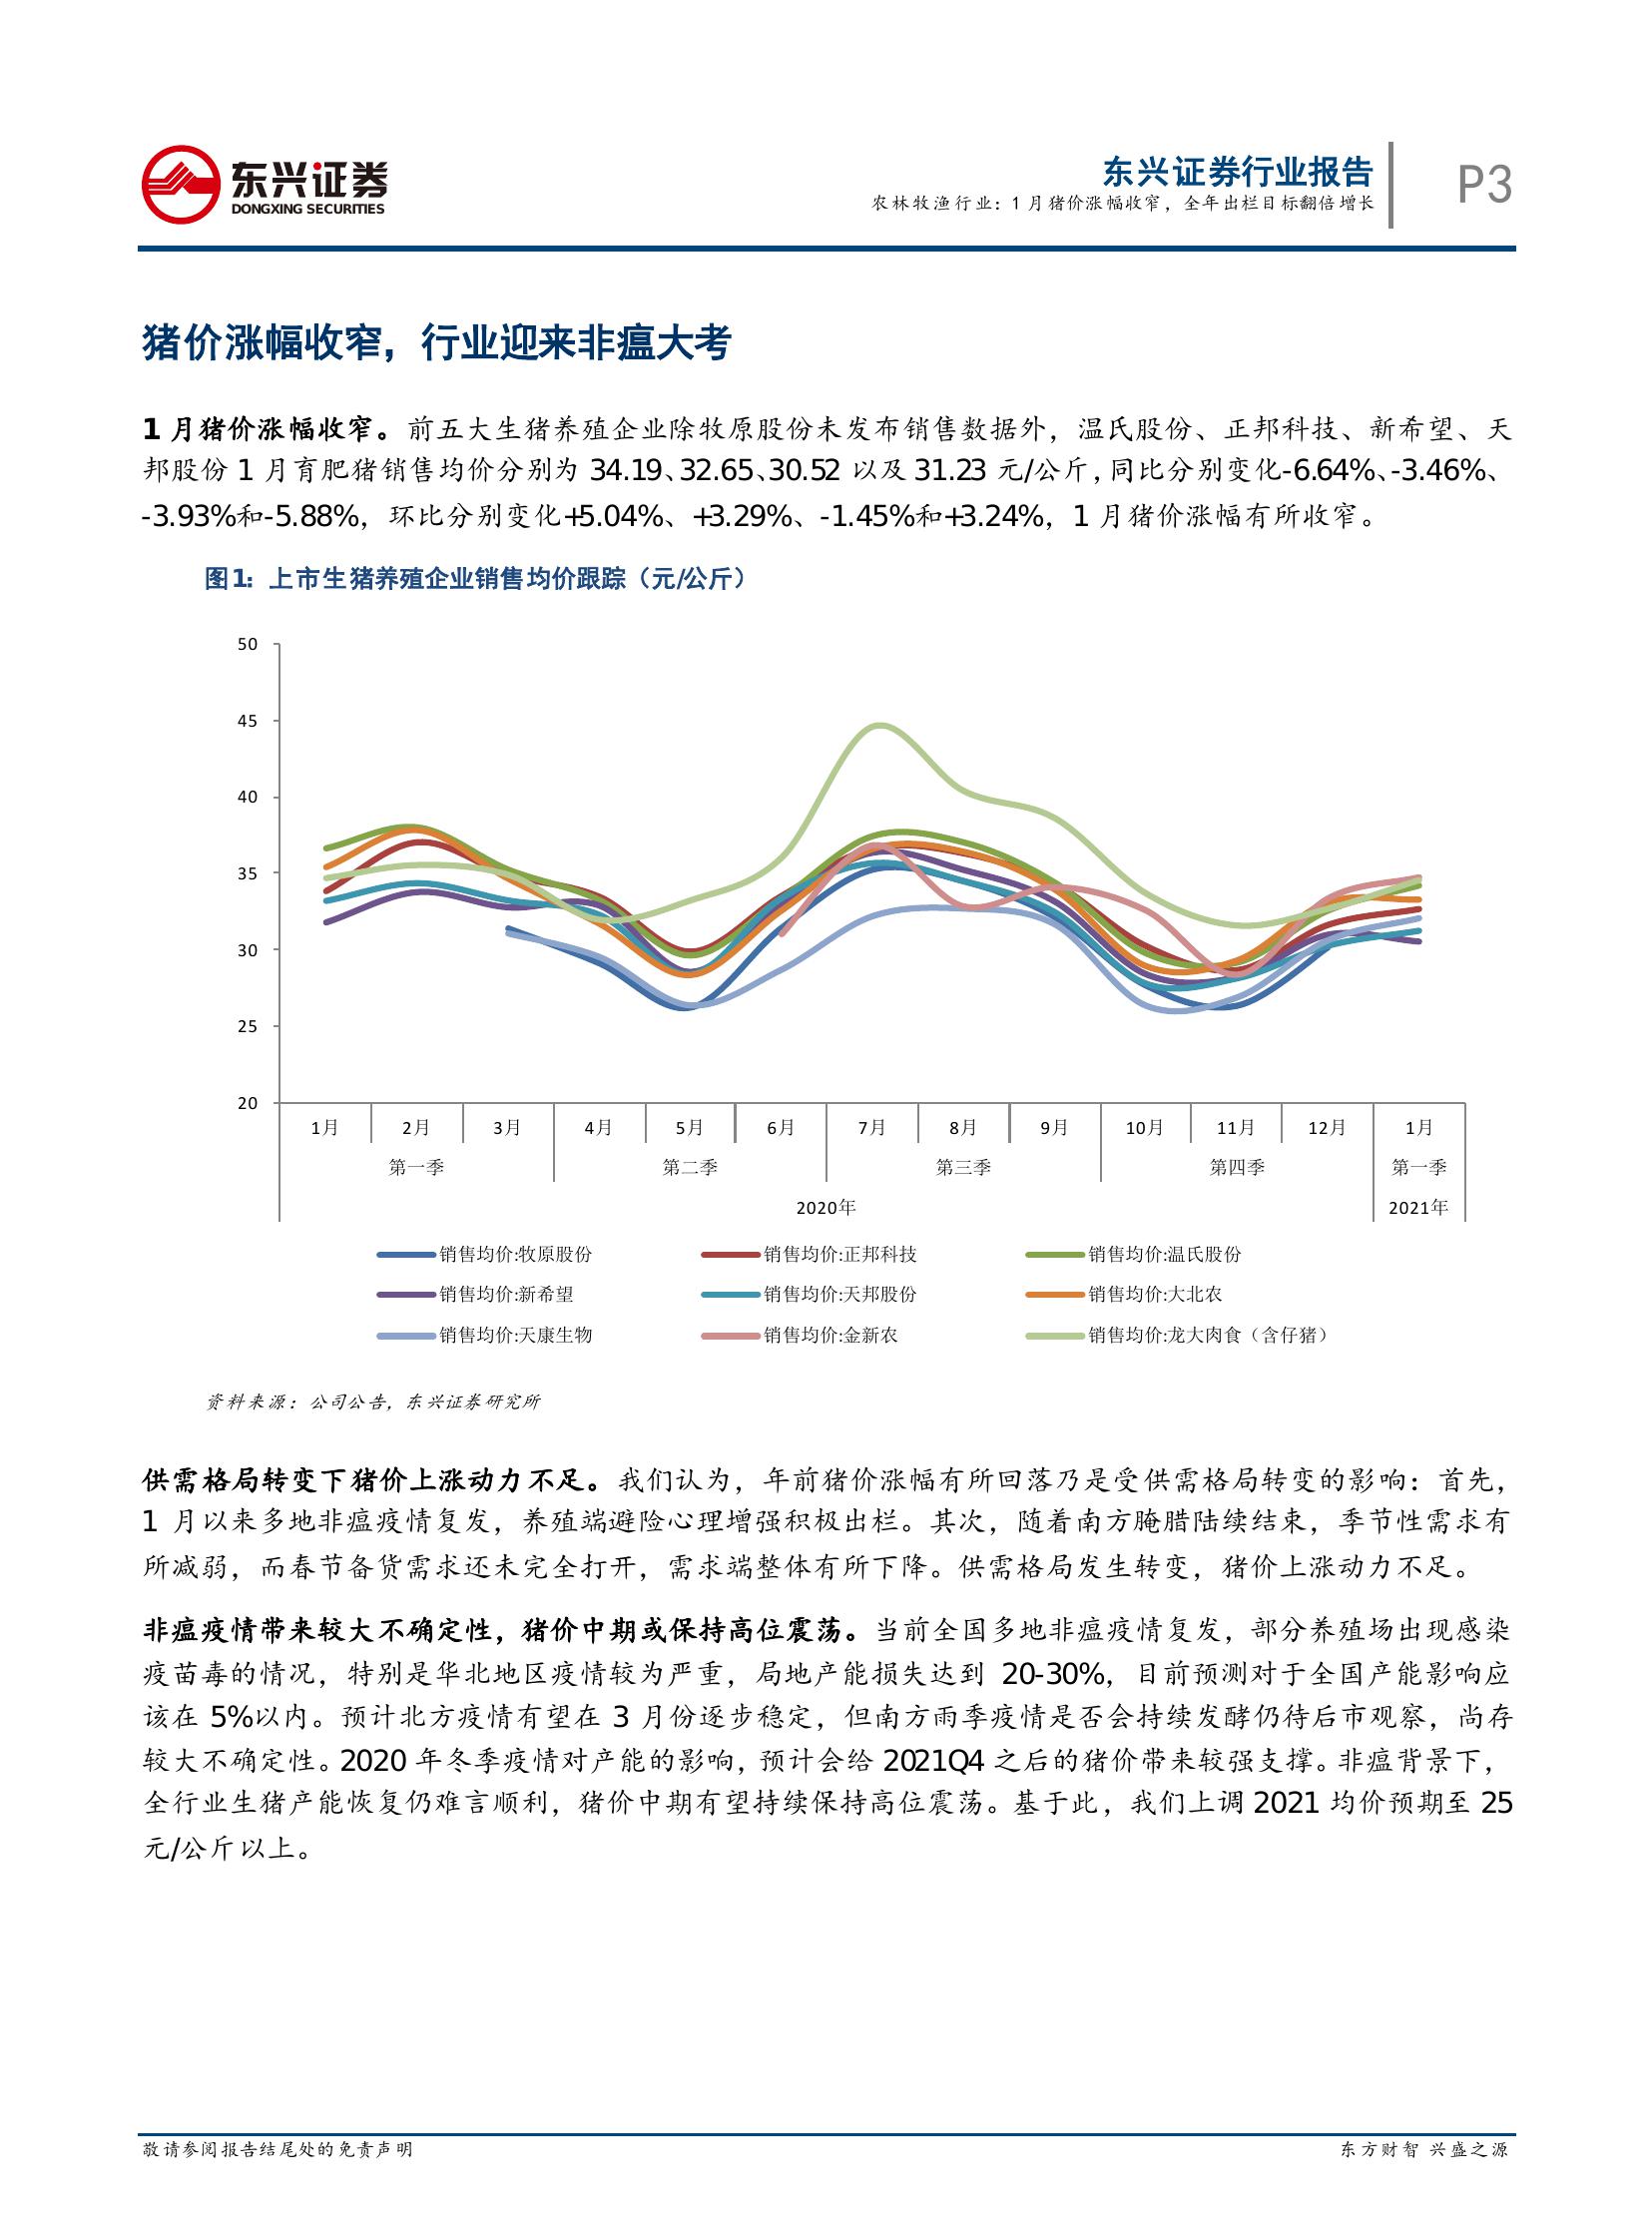 东兴证券
DONGXING SECURITIES
东兴证券行业报告
农林牧渔行业：1月猪价涨幅收窄，全年出栏目标翻倍增长
P3
猪价涨幅收窄，行业迎来非瘟大考
1 月猪价涨幅收窄。前五大生猪养殖企业除牧原股份未发布销售数据外，温氏股份、正邦科技、新希望、天
邦股份 1 月育肥猪销售均价分别为 34.19、32.65、30.52 以及 31.23 元/公斤，同比分别变化-6.64%、-3.46%、
-3.93%和-5.88%，环比分别变化+5.04%、+3.29%、-1.45%和+3.24%，1 月猪价涨幅有所收窄。
图1: 上市生猪养殖企业销售均价跟踪（元/公斤）
50
45
40
35
30
25
20
1月 2月 3月 4月 5月 6月 7月 8月 9月 10月 11月 12月 1月
第一季 第二季 第三季 第四季 第一季
2020年 2021年
销售均价:牧原股份 销售均价:正邦科技 销售均价:温氏股份
销售均价:新希望 销售均价:天邦股份 销售均价:大北农
销售均价:天康生物 销售均价:金新农 销售均价:龙大肉食（含仔猪）
资料来源：公司公告，东兴证券研究所
供需格局转变下猪价上涨动力不足。我们认为，年前猪价涨幅有所回落乃是受供需格局转变的影响：首先，
1 月以来多地非瘟疫情复发，养殖端避险心理增强积极出栏。其次，随着南方腌腊陆续结束，季节性需求有
所减弱，而春节备货需求还未完全打开，需求端整体有所下降。供需格局发生转变，猪价上涨动力不足。
非瘟疫情带来较大不确定性，猪价中期或保持高位震荡。当前全国多地非瘟疫情复发，部分养殖场出现感染
疫苗毒的情况，特别是华北地区疫情较为严重，局地产能损失达到 20-30%，目前预测对于全国产能影响应
该在 5%以内。预计北方疫情有望在 3 月份逐步稳定，但南方雨季疫情是否会持续发酵仍待后市观察，尚存
较大不确定性。2020 年冬季疫情对产能的影响，预计会给 2021Q4 之后的猪价带来较强支撑。非瘟背景下，
全行业生猪产能恢复仍难言顺利，猪价中期有望持续保持高位震荡。基于此，我们上调 2021 均价预期至 25
元/公斤以上。
敬请参阅报告结尾处的免责声明
东方财智 兴盛之源